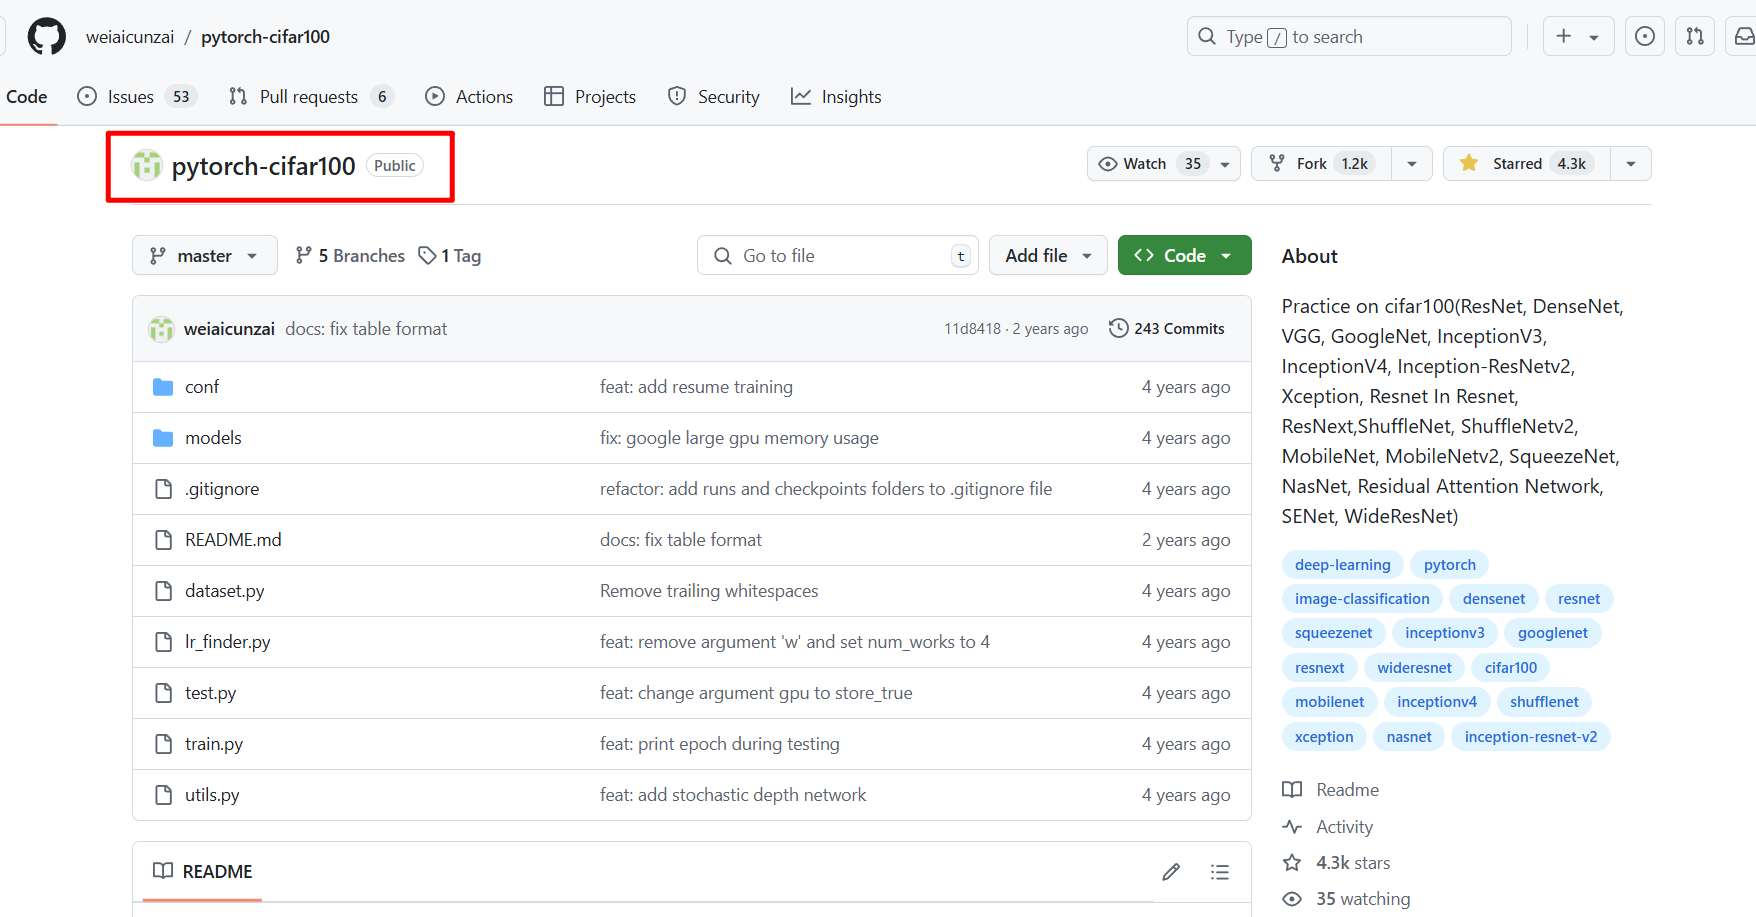 weiaicunzai / pytorch-cifar100
Type / to search
Code Issues 53 Pull requests 6 Actions Projects Security Insights
pytorch-cifar100 Public
Watch 35 Fork 1.2k Starred 4.3k
master 5 Branches 1 Tag Go to file t Add file Code
weiaicunzai docs: fix table format 11d8418 · 2 years ago 243 Commits
conf feat: add resume training 4 years ago
models fix: google large gpu memory usage 4 years ago
.gitignore refactor: add runs and checkpoints folders to .gitignore file 4 years ago
README.md docs: fix table format 2 years ago
dataset.py Remove trailing whitespaces 4 years ago
lr_finder.py feat: remove argument 'w' and set num_works to 4 4 years ago
test.py feat: change argument gpu to store_true 4 years ago
train.py feat: print epoch during testing 4 years ago
utils.py feat: add stochastic depth network 4 years ago
README
About
Practice on cifar100(ResNet, DenseNet,
VGG, GoogleNet, InceptionV3,
InceptionV4, Inception-ResNetv2,
Xception, Resnet In Resnet,
ResNext,ShuffleNet, ShuffleNetv2,
MobileNet, MobileNetv2, SqueezeNet,
NasNet, Residual Attention Network,
SENet, WideResNet)
deep-learning pytorch
image-classification densenet resnet
squeezenet inceptionv3 googlenet
resnext wideresnet cifar100
mobilenet inceptionv4 shufflenet
xception nasnet inception-resnet-v2
Readme
Activity
4.3k stars
35 watching